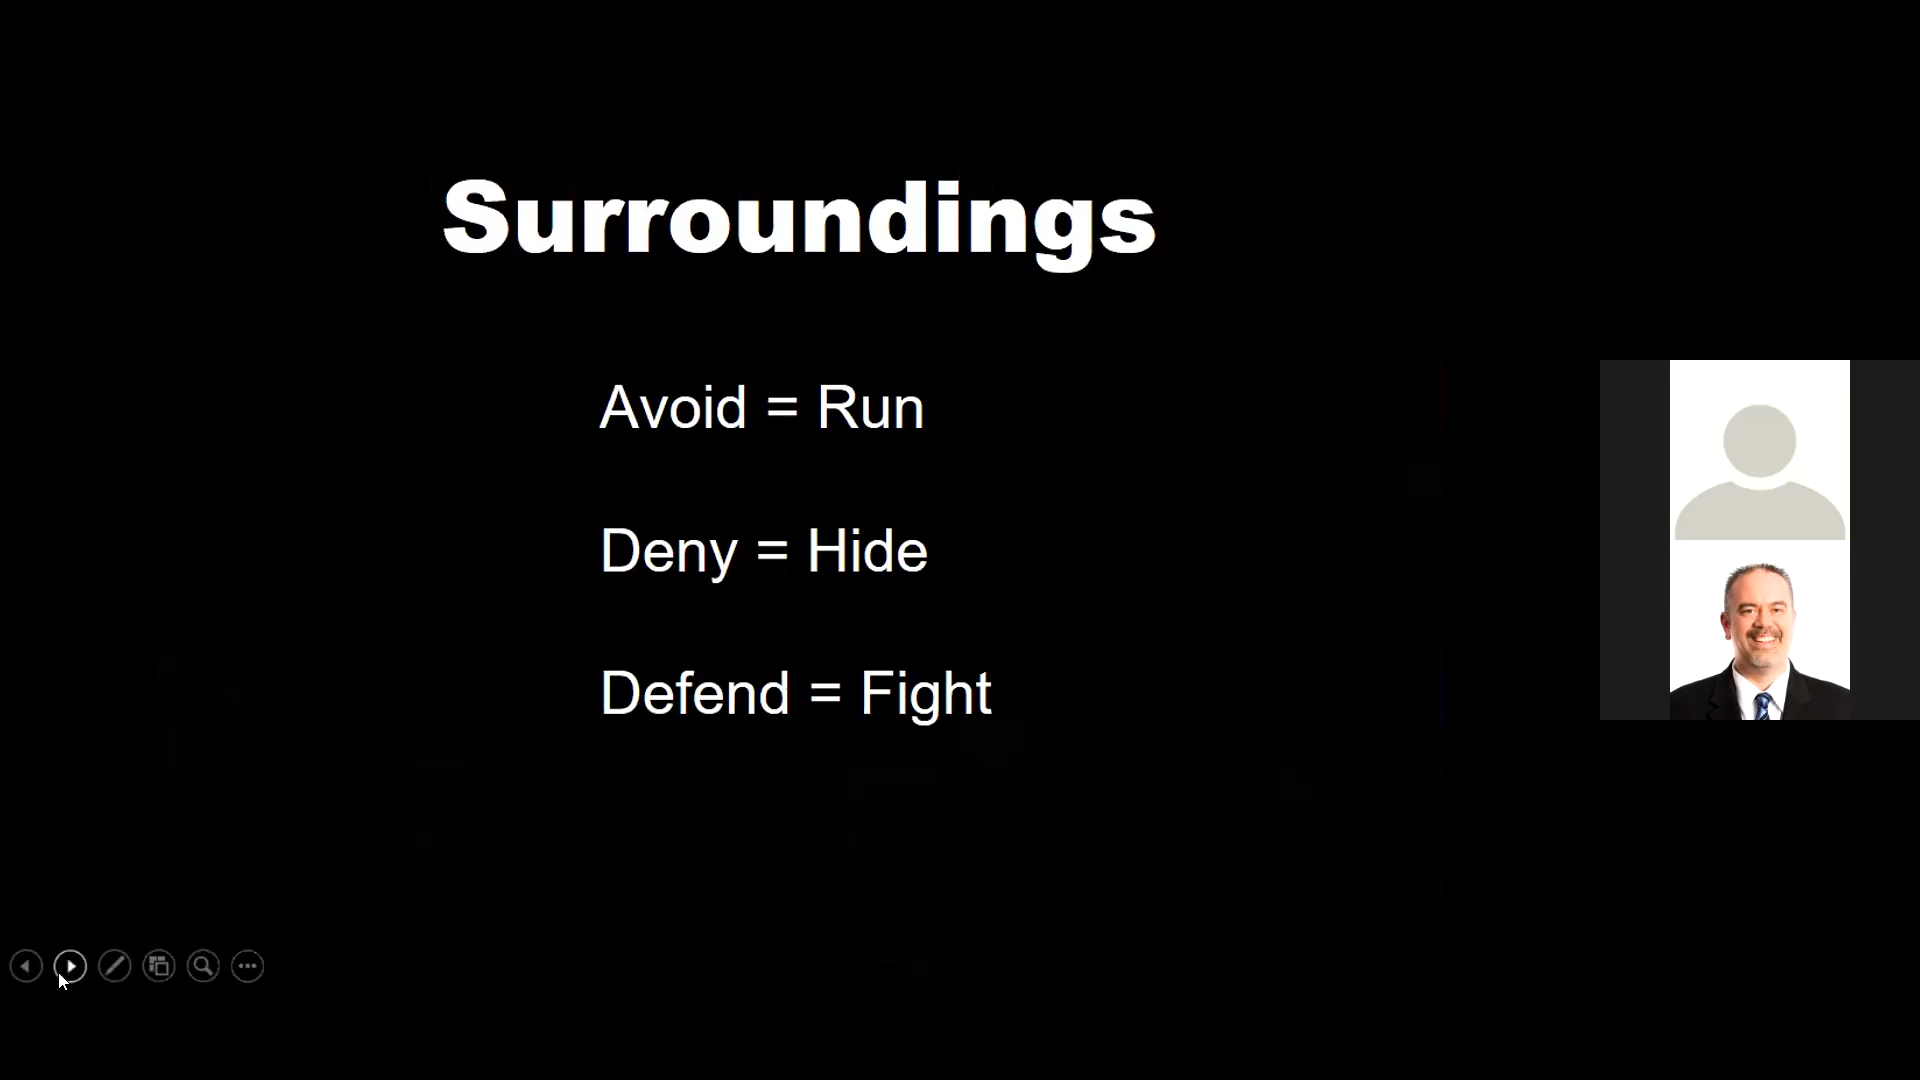 Surroundings
Avoid = Run
Deny = Hide
Defend = Fight